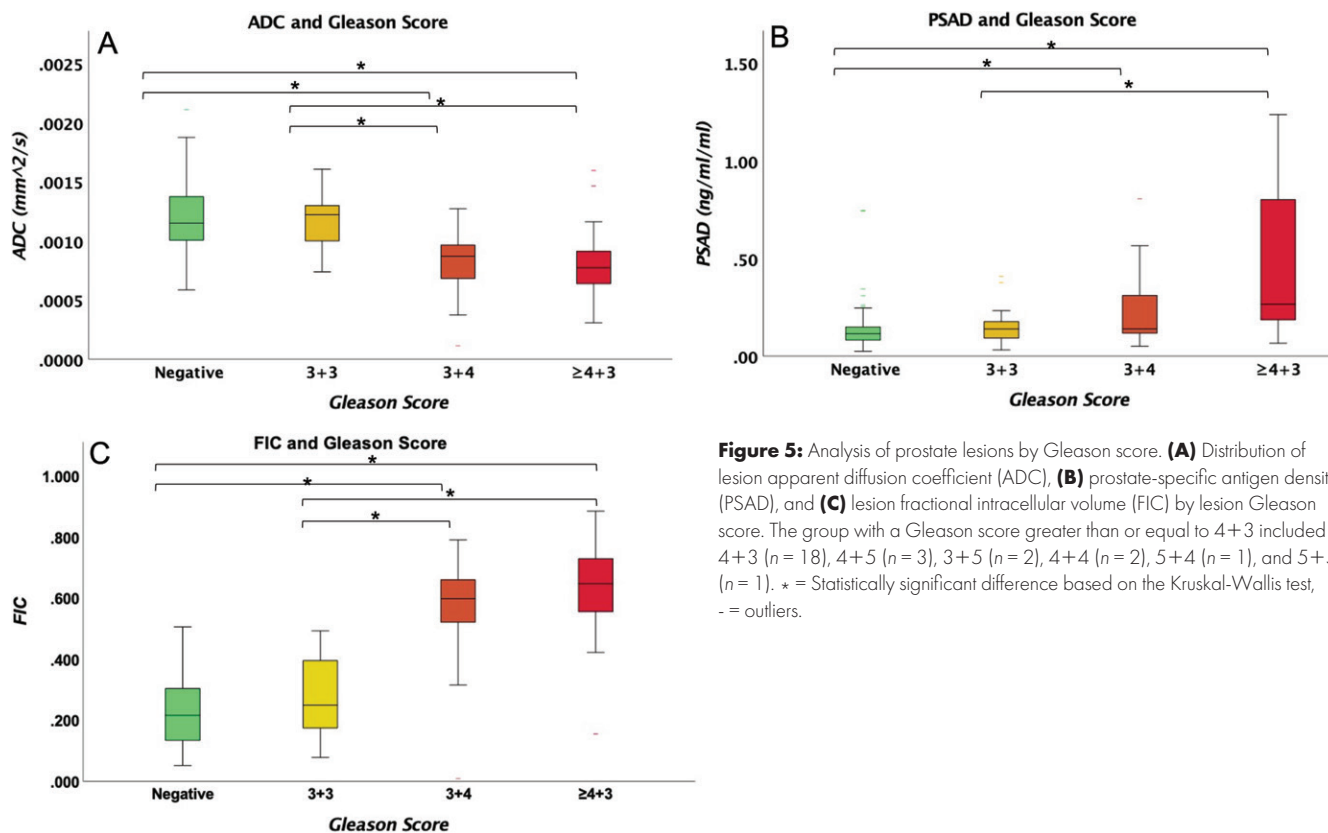 A
ADC and Gleason Score
ADC (mm^2/s)
.0025
.0020
.0015
.0010
.0005
.0000
*
*
*
*
Negative 3+3 3+4 ≥4+3
Gleason Score
B
PSAD and Gleason Score
PSAD (ng/ml/ml)
1.50
1.00
.50
.00
*
*
*
Negative 3+3 3+4 ≥4+3
Gleason Score
C
FIC and Gleason Score
FIC
1.000
.800
.600
.400
.200
.000
*
*
*
*
Negative 3+3 3+4 ≥4+3
Gleason Score
Figure 5: Analysis of prostate lesions by Gleason score. (A) Distribution of
lesion apparent diffusion coefficient (ADC), (B) prostate-specific antigen densit
(PSAD), and (C) lesion fractional intracellular volume (FIC) by lesion Gleason
score. The group with a Gleason score greater than or equal to 4+3 included
4+3 (n = 18), 4+5 (n = 3), 3+5 (n = 2), 4+4 (n = 2), 5+4 (n = 1), and 5+
(n = 1). * = Statistically significant difference based on the Kruskal-Wallis test,
- = outliers.